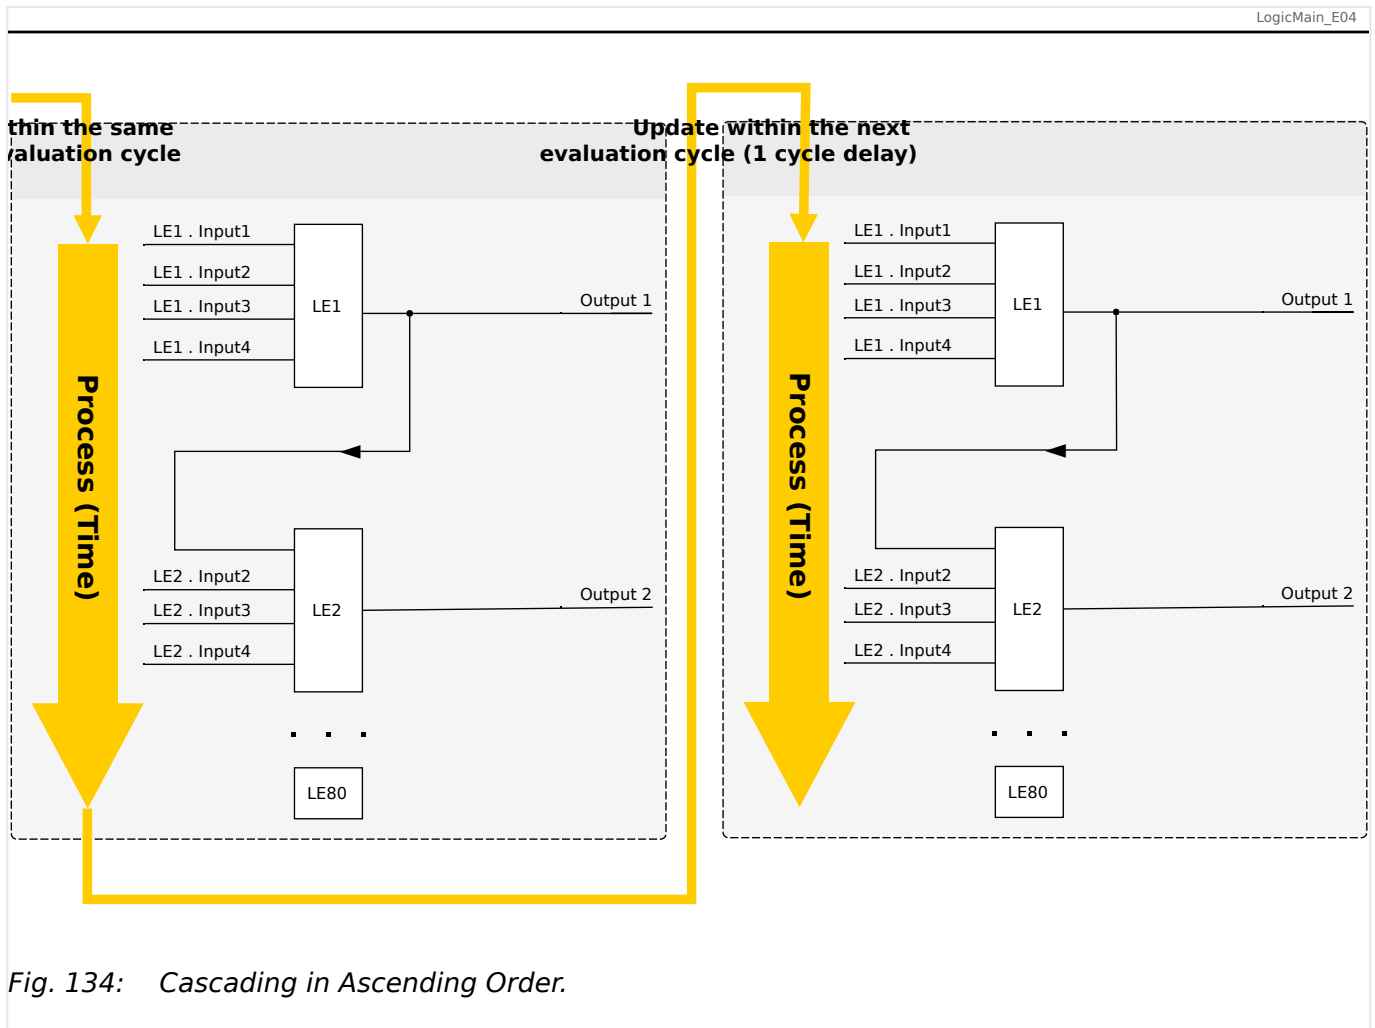 LogicMain_E04
thin the same
valuation cycle
Update within the next
evaluation cycle (1 cycle delay)
LE1 . Input1
LE1 . Input2
LE1 . Input3
LE1 . Input4
LE1
Output 1
Process (Time)
LE2 . Input2
LE2 . Input3
LE2 . Input4
LE2
Output 2
LE80
LE1 . Input1
LE1 . Input2
LE1 . Input3
LE1 . Input4
LE1
Output 1
Process (Time)
LE2 . Input2
LE2 . Input3
LE2 . Input4
LE2
Output 2
. . .
LE80
Fig. 134: Cascading in Ascending Order.